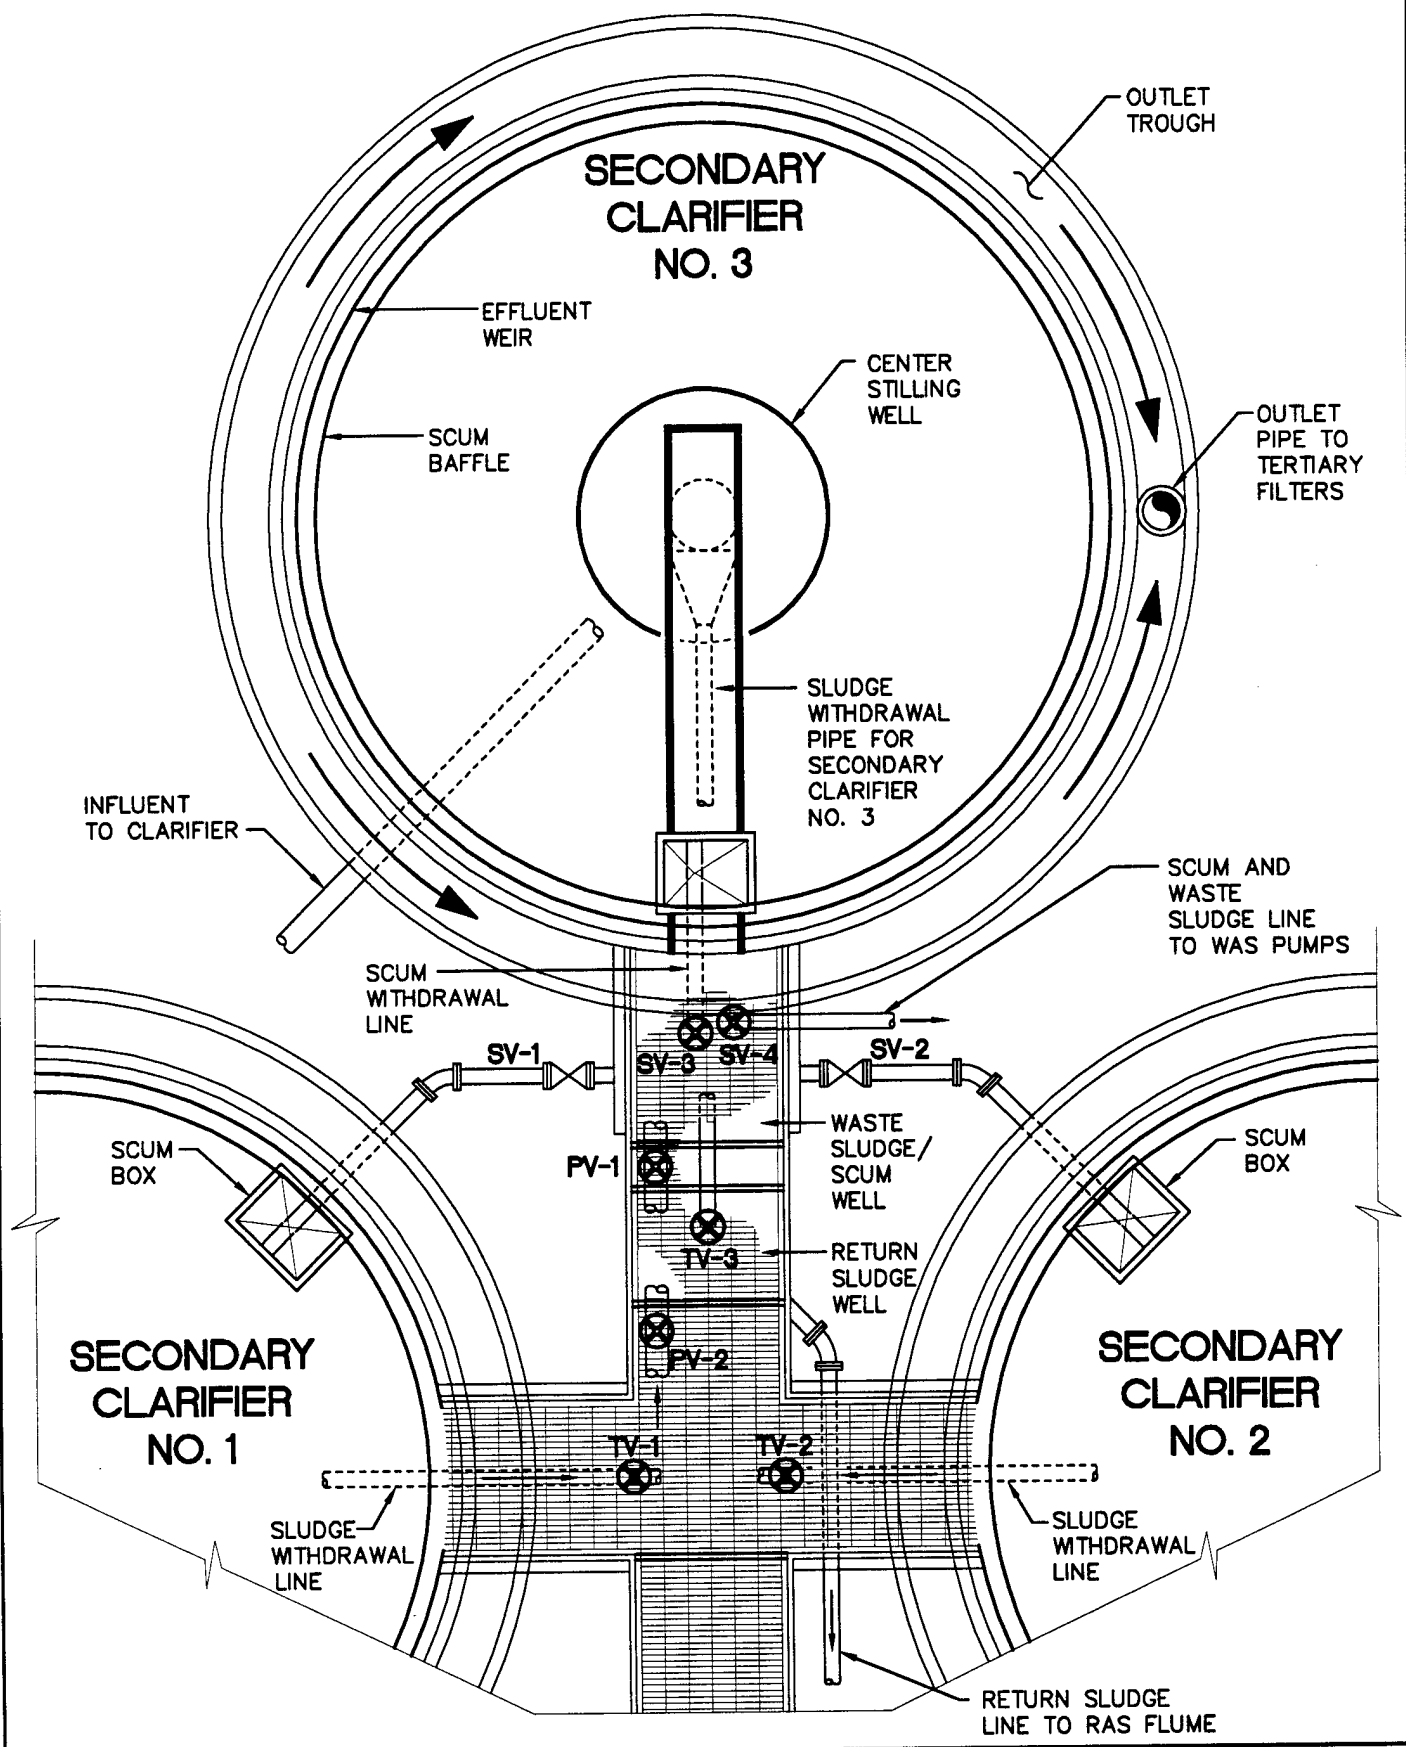 OUTLET
TROUGH
SECONDARY
CLARIFIER
NO. 3
EFFLUENT
WEIR
CENTER
STILLING
WELL
SCUM
BAFFLE
OUTLET
PIPE TO
TERTIARY
FILTERS
SLUDGE
WITHDRAWAL
PIPE FOR
SECONDARY
CLARIFIER
NO. 3
INFLUENT
TO CLARIFIER
SCUM AND
WASTE
SLUDGE LINE
TO WAS PUMPS
SCUM
WITHDRAWAL
LINE
SV-1
SV-3
SV-4
SV-2
SCUM
BOX
PV-1
WASTE
SLUDGE/
SCUM
WELL
SCUM
BOX
TV-3
RETURN
SLUDGE
WELL
PV-2
SECONDARY
CLARIFIER
NO. 1
SECONDARY
CLARIFIER
NO. 2
TV-1
TV-2
SLUDGE
WITHDRAWAL
LINE
SLUDGE
WITHDRAWAL
LINE
RETURN SLUDGE
LINE TO RAS FLUME